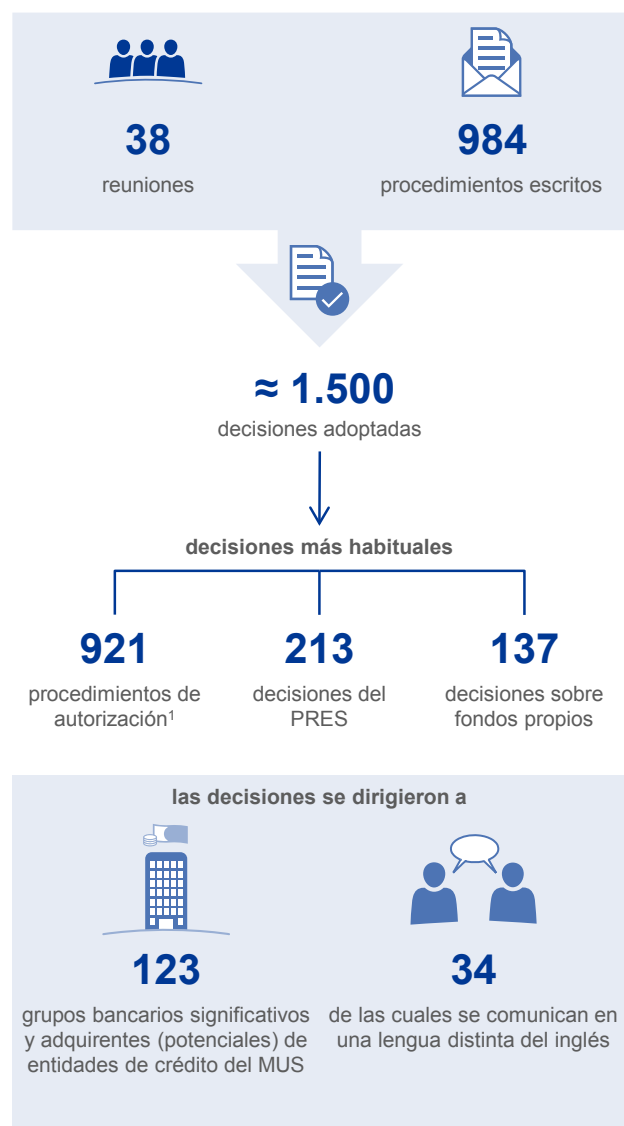 38
reuniones
984
procedimientos escritos
≈ 1.500
decisiones adoptadas
decisiones más habituales
921
procedimientos de
autorización¹
213
decisiones del
PRES
137
decisiones sobre
fondos propios
las decisiones se dirigieron a
123
grupos bancarios significativos
y adquirentes (potenciales) de
entidades de crédito del MUS
34
de las cuales se comunican en
una lengua distinta del inglés